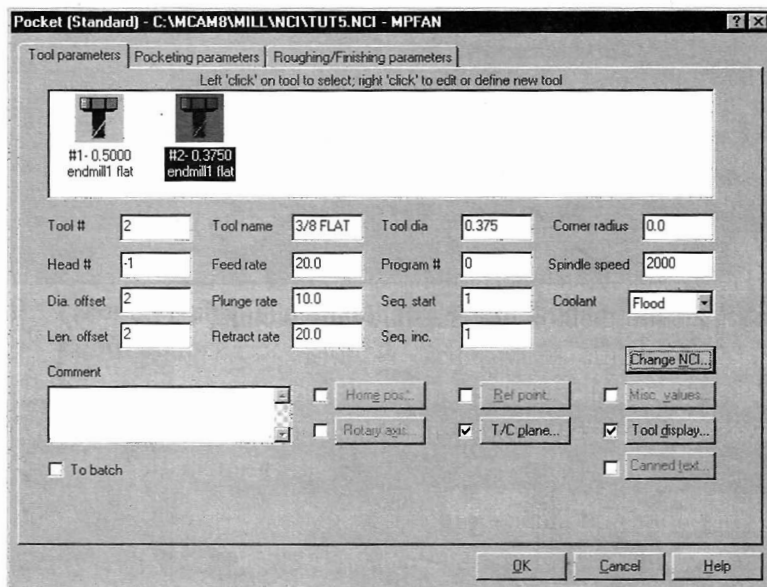 Pocket (Standard) - C:\MCAM8\MILL\NCI\TUT5.NCI - MPFAN
Tool parameters Pocketing parameters Roughing/Finishing parameters
Left 'click' on tool to select; right 'click' to edit or define new tool
#1- 0.5000 #2- 0.3750
endmill1 flat endmill1 flat
Tool # 2 Tool name 3/8 FLAT Tool dia 0.375 Corner radius 0.0
Head # -1 Feed rate 20.0 Program # 0 Spindle speed 2000
Dia. offset 2 Plunge rate 10.0 Seq. start 1 Coolant Flood
Len. offset 2 Retract rate 20.0 Seq. inc. 1
Change NCI...
Comment
Home pos... Ref point... Misc. values...
Rotary axis... T/C plane... Tool display...
To batch Canned text...
OK Cancel Help